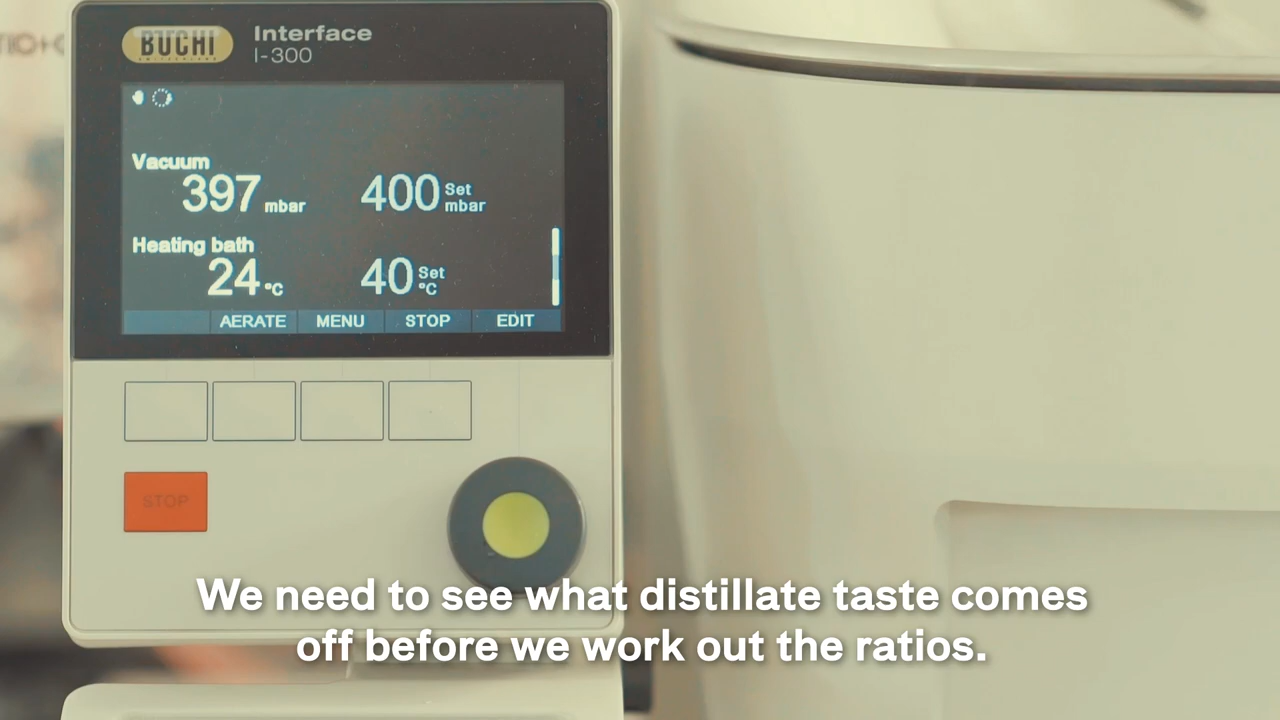 BUCHI
SWITZERLAND
Interface
I-300
Vacuum
397 mbar 400 Set mbar
Heating bath
24 °C 40 Set °C
AERATE MENU STOP EDIT
STOP
We need to see what distillate taste comes
off before we work out the ratios.